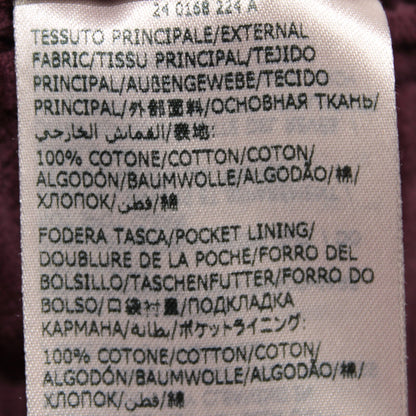 24 0168 224 A
TESSUTO PRINCIPALE/EXTERNAL
FABRIC/TISSU PRINCIPAL/TEJIDO
PRINCIPAL/AUßENGEWEBE/TECIDO
PRINCIPAL/外部面料/ОСНОВНАЯ ТКАНЬ/
القماش الخارجي/表地:
100% COTONE/COTTON/COTON/
ALGODÓN/BAUMWOLLE/ALGODÃO/棉/
ХЛОПОК/قطن/綿
FODERA TASCA/POCKET LINING/
DOUBLURE DE LA POCHE/FORRO DEL
BOLSILLO/TASCHENFUTTER/FORRO DO
BOLSO/口袋衬里/ПОДКЛАДКА
КАРМАНА/بطانة/ポケットライニング:
100% COTONE/COTTON/COTON/
ALGODÓN/BAUMWOLLE/ALGODÃO/棉/
ХЛОПОК/قطن/綿